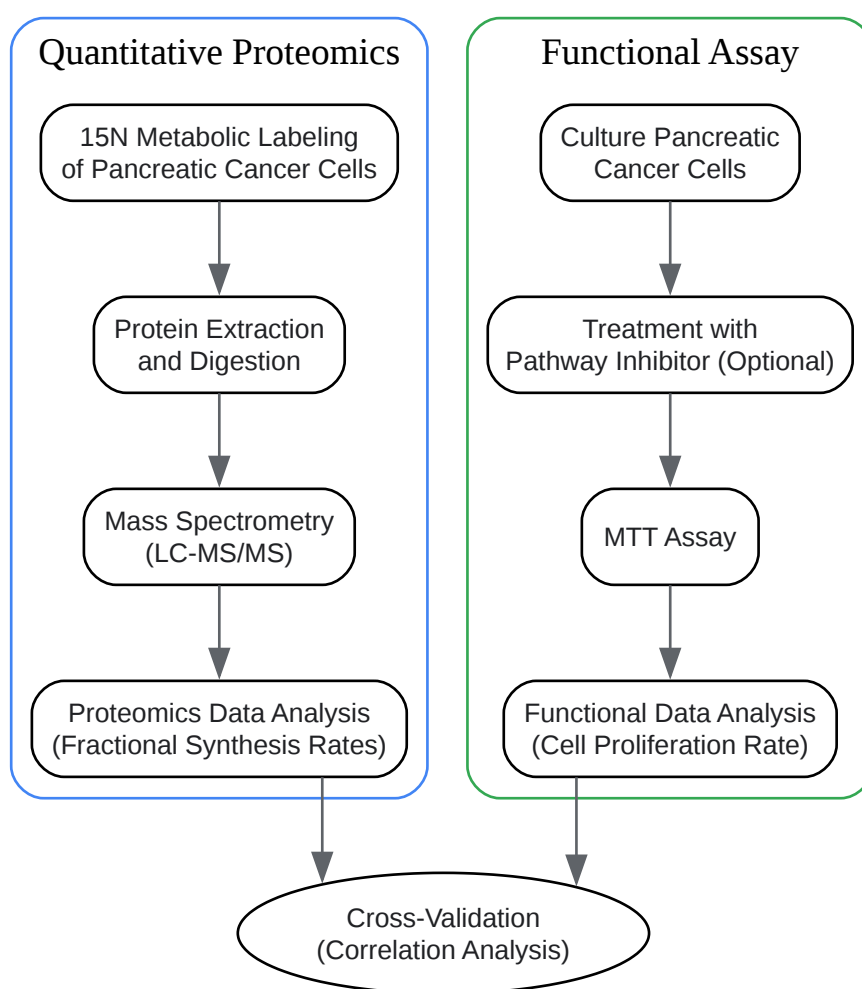 Quantitative Proteomics
15N Metabolic Labeling
of Pancreatic Cancer Cells
Protein Extraction
and Digestion
Mass Spectrometry
(LC-MS/MS)
Proteomics Data Analysis
(Fractional Synthesis Rates)
Functional Assay
Culture Pancreatic
Cancer Cells
Treatment with
Pathway Inhibitor (Optional)
MTT Assay
Functional Data Analysis
(Cell Proliferation Rate)
Cross-Validation
(Correlation Analysis)